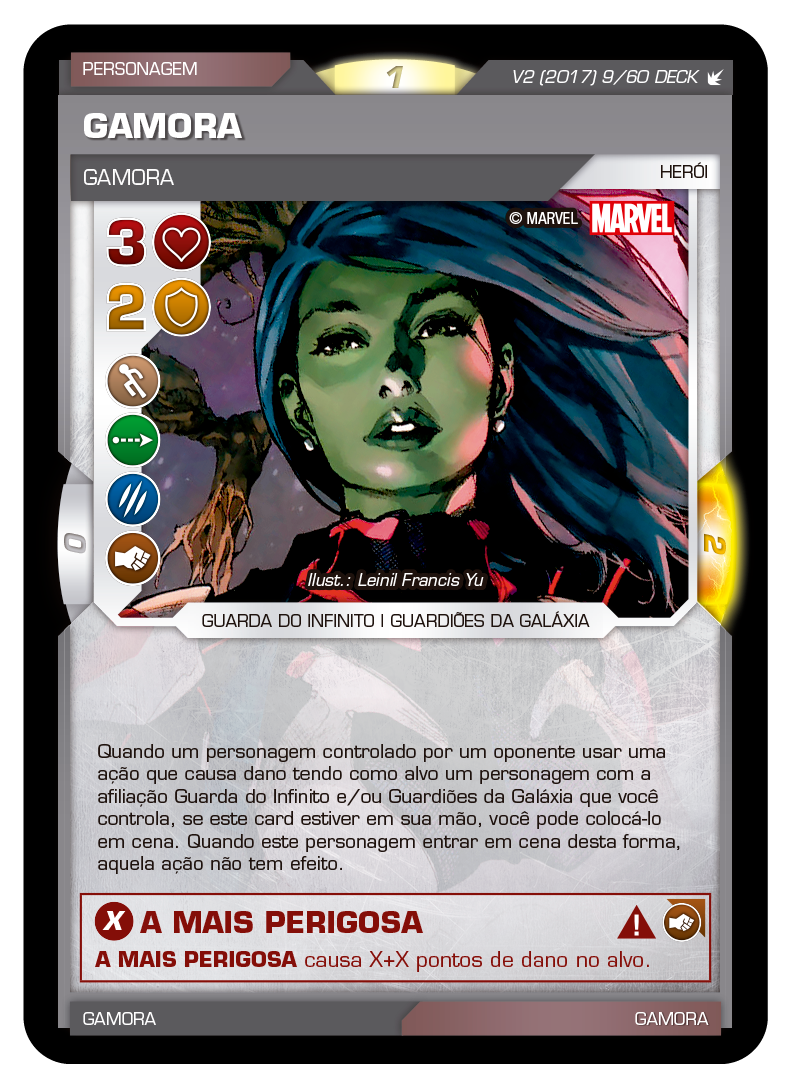 PERSONAGEM
1
V2 (2017) 9/60 DECK
GAMORA
GAMORA
HERÓI
© MARVEL MARVEL
3
2
0
2
Ilust.: Leinil Francis Yu
GUARDA DO INFINITO | GUARDIÕES DA GALÁXIA
Quando um personagem controlado por um oponente usar uma
ação que causa dano tendo como alvo um personagem com a
afiliação Guarda do Infinito e/ou Guardiões da Galáxia que você
controla, se este card estiver em sua mão, você pode colocá-lo
em cena. Quando este personagem entrar em cena desta forma,
aquela ação não tem efeito.
X A MAIS PERIGOSA !
A MAIS PERIGOSA causa X+X pontos de dano no alvo.
GAMORA
GAMORA